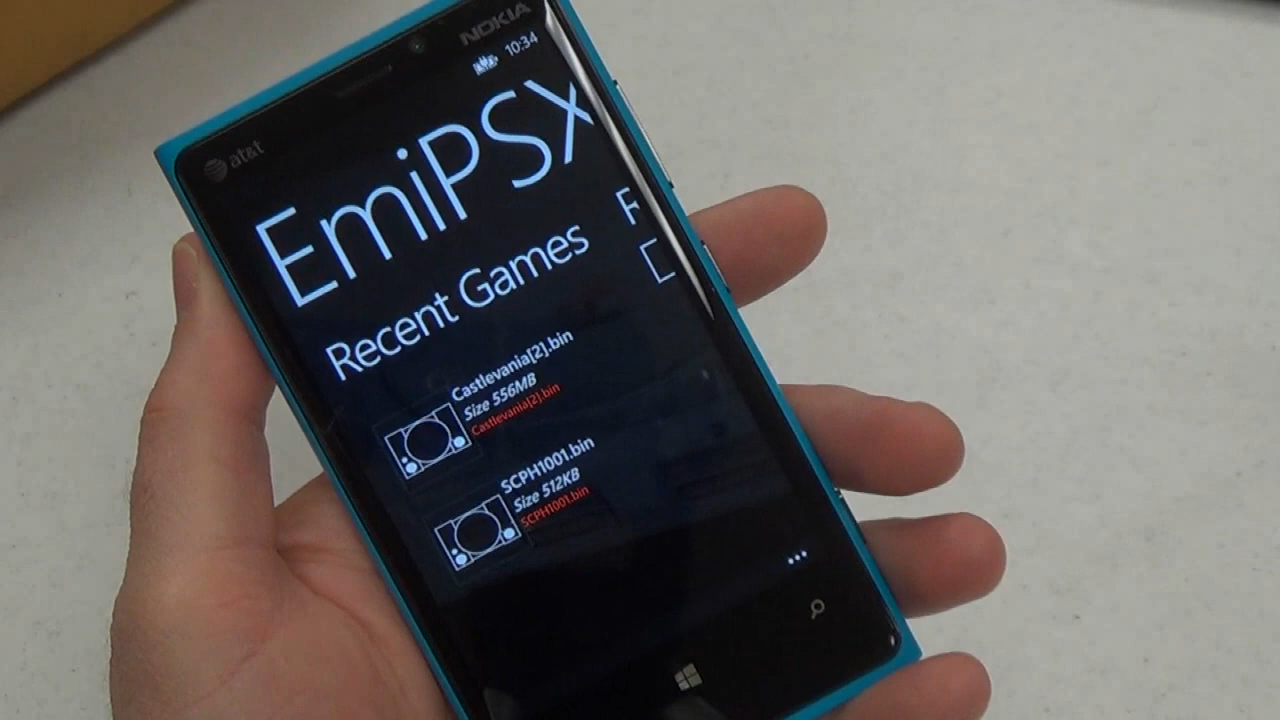 NOKIA
at&t
10:34
EmiPSX
Recent Games
Castlevania[2].bin
Size 556MB
Castlevania[2].bin
SCPH1001.bin
Size 512KB
SCPH1001.bin